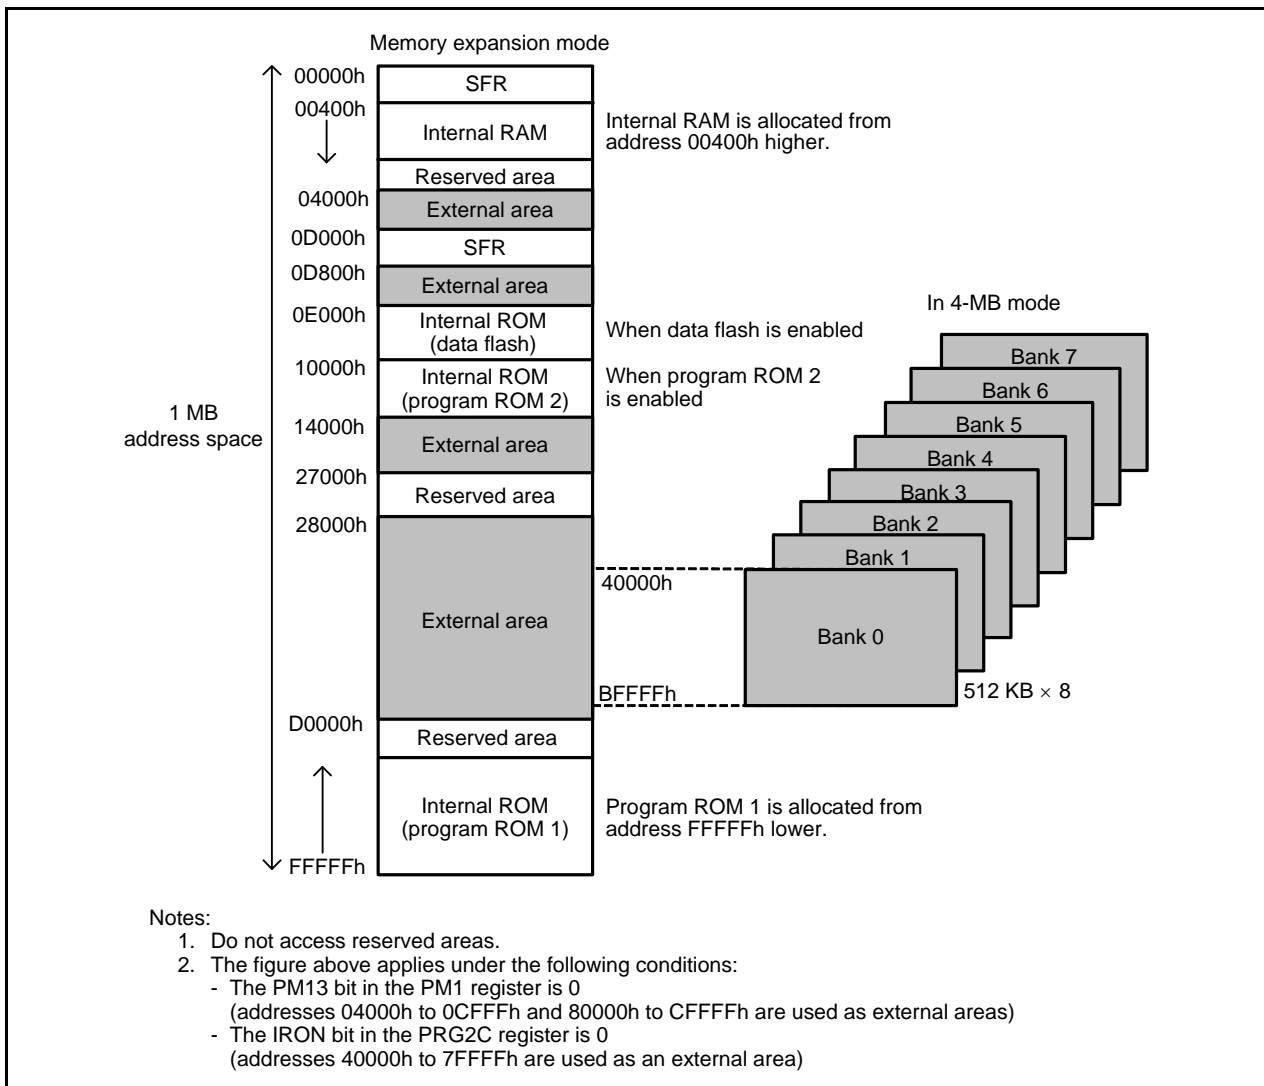 Memory expansion mode
00000h
SFR
00400h
Internal RAM
Internal RAM is allocated from
address 00400h higher.
Reserved area
04000h
External area
0D000h
SFR
0D800h
External area
In 4-MB mode
0E000h
Internal ROM
(data flash)
When data flash is enabled
10000h
Internal ROM
(program ROM 2)
When program ROM 2
is enabled
1 MB
address space
14000h
External area
27000h
Reserved area
28000h
External area
40000h
BFFFFh
Bank 7
Bank 6
Bank 5
Bank 4
Bank 3
Bank 2
Bank 1
Bank 0
512 KB × 8
D0000h
Reserved area
Internal ROM
(program ROM 1)
Program ROM 1 is allocated from
address FFFFFh lower.
FFFFFh
Notes:
1. Do not access reserved areas.
2. The figure above applies under the following conditions:
- The PM13 bit in the PM1 register is 0
(addresses 04000h to 0CFFFh and 80000h to CFFFFh are used as external areas)
- The IRON bit in the PRG2C register is 0
(addresses 40000h to 7FFFFh are used as an external area)